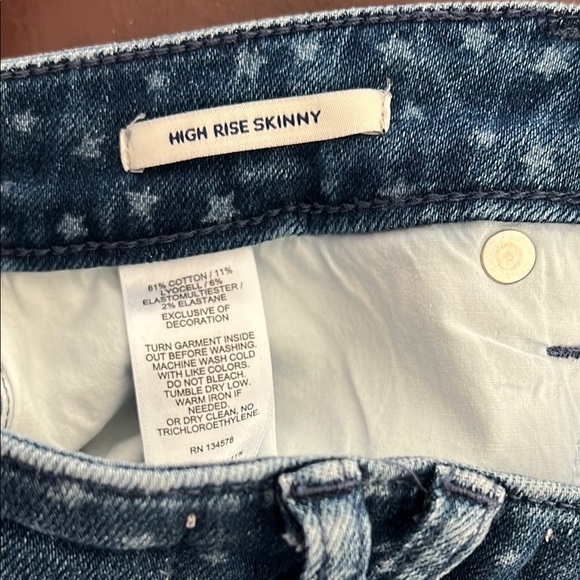 HIGH RISE SKINNY
81% COTTON / 11%
LYOCELL / 6%
ELASTOMULTIESTER /
2% ELASTANE
EXCLUSIVE OF
DECORATION
TURN GARMENT INSIDE
OUT BEFORE WASHING.
MACHINE WASH COLD
WITH LIKE COLORS.
DO NOT BLEACH.
TUMBLE DRY LOW.
WARM IRON IF
NEEDED.
OR DRY CLEAN, NO
TRICHLOROETHYLENE.
RN 134578